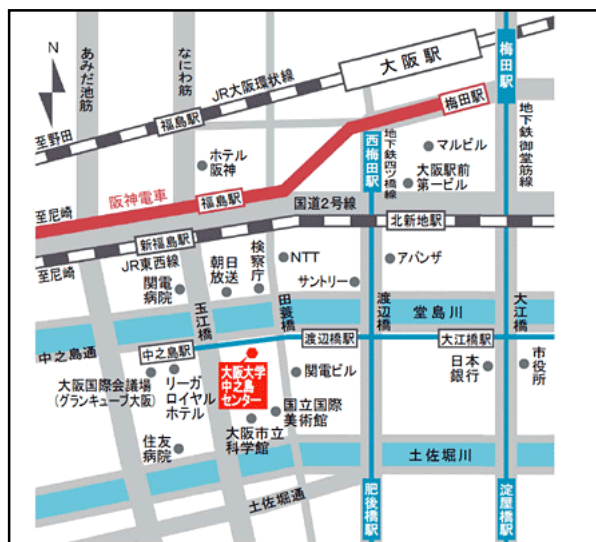 N
あみだ池筋
なにわ筋
JR大阪環状線
大阪駅
梅田駅
至野田
福島駅
梅田駅
地下鉄御堂筋線
ホテル
阪神
西梅田駅
地下鉄四ツ橋線
マルビル
大阪駅前
第一ビル
阪神電車
至尼崎
福島駅
国道2号線
新福島駅
北新地駅
至尼崎
JR東西線
関電
病院
朝日
放送
検察庁
NTT
サントリー
アバンザ
玉江橋
田蓑橋
渡辺橋
堂島川
大江橋
中之島通
中之島駅
渡辺橋駅
大江橋駅
大阪国際会議場
(グランキューブ大阪)
リーガ
ロイヤル
ホテル
大阪大学
中之島
センター
関電ビル
日本
銀行
市役所
国立国際
美術館
大阪市立
科学館
住友
病院
土佐堀川
土佐堀通
肥後橋駅
淀屋橋駅